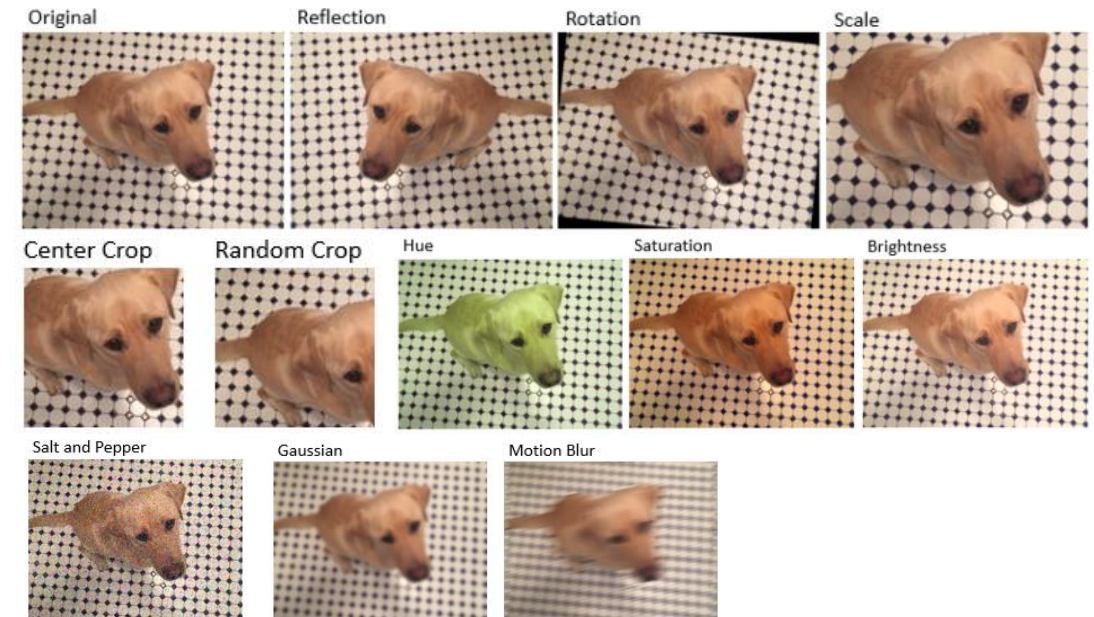 Original
Reflection
Rotation
Scale
Center Crop
Random Crop
Hue
Saturation
Brightness
Salt and Pepper
Gaussian
Motion Blur